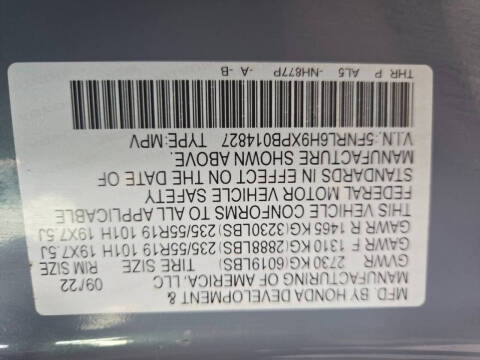 MFD BY HONDA DEVELOPMENT &
MANUFACTURING OF AMERICA, LLC 09/22
GVWR 2730 KG(6019LBS) TIRE SIZE RIM SIZE
GAWR F 1310 KG(2888LBS)235/55R19 101H 19X7.5J
GAWR R 1465 KG(3230LBS)235/55R19 101H 19X7.5J
THIS VEHICLE CONFORMS TO ALL APPLICABLE
FEDERAL MOTOR VEHICLE SAFETY
STANDARDS IN EFFECT ON THE DATE OF
MANUFACTURE SHOWN ABOVE.
V.I.N.:5FNRL6H9XPB014827 TYPE:MPV
THR P AL5 -NH877P -A -B